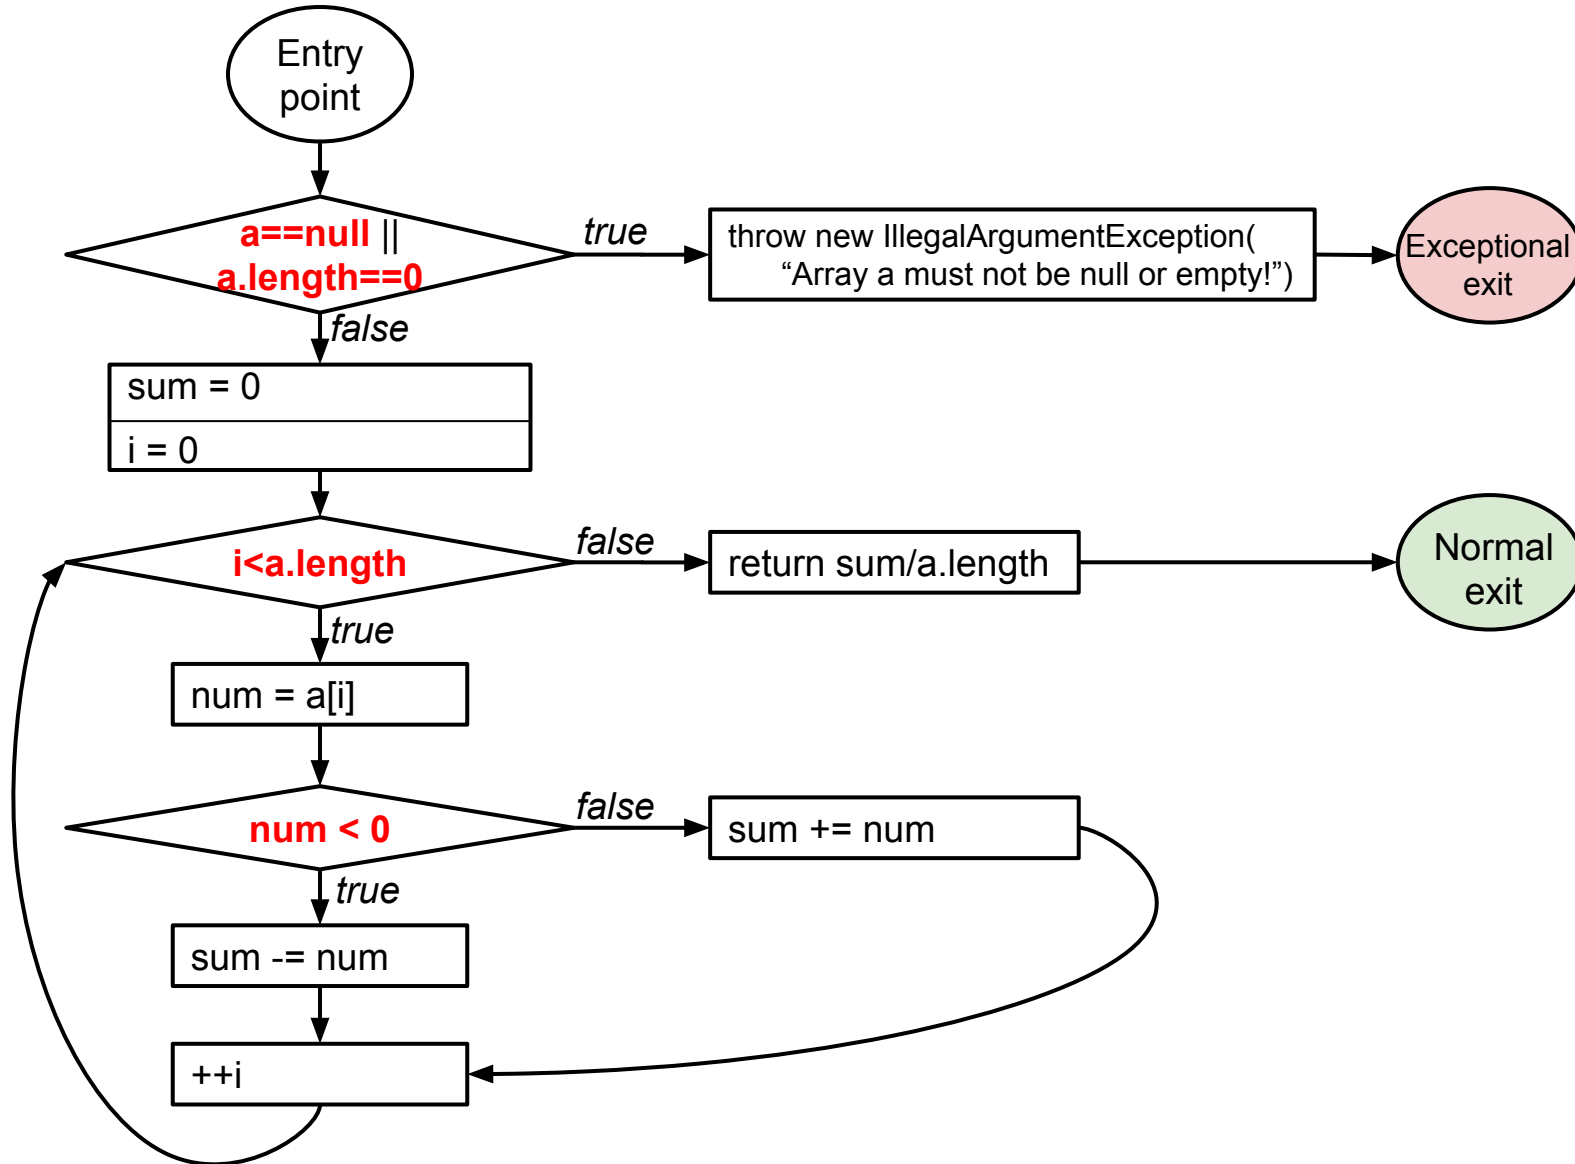 Entry
point
a==null ||
a.length==0
true
throw new IllegalArgumentException(
“Array a must not be null or empty!”)
Exceptional
exit
false
sum = 0
i = 0
i<a.length
false
return sum/a.length
Normal
exit
true
num = a[i]
num < 0
false
sum += num
true
sum -= num
++i